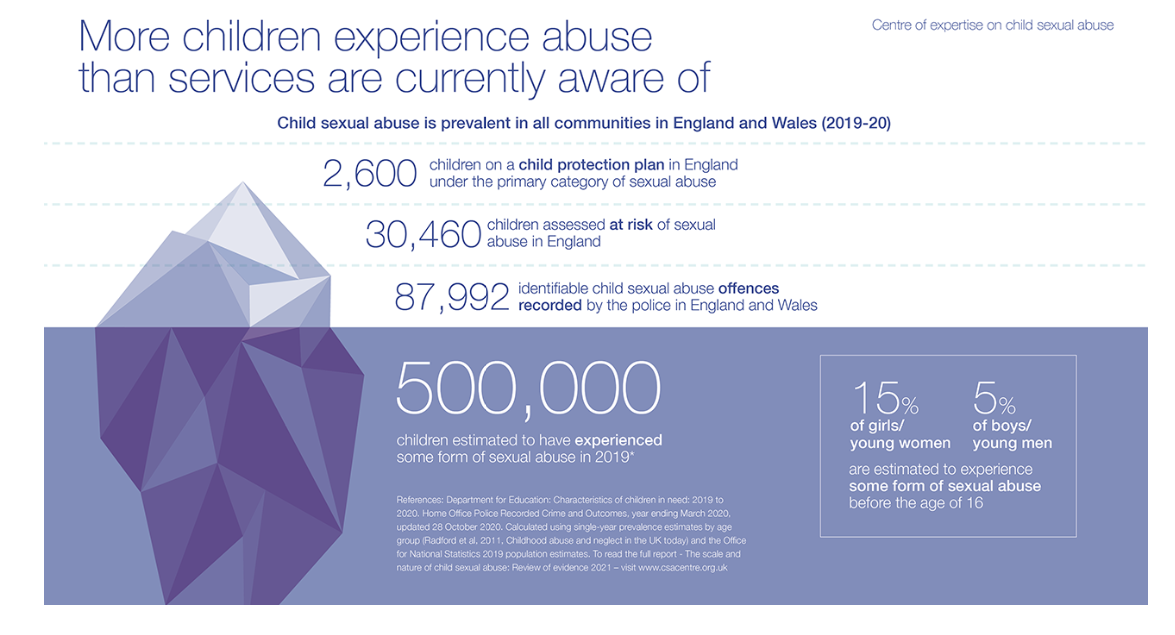 More children experience abuse
than services are currently aware of
Centre of expertise on child sexual abuse
Child sexual abuse is prevalent in all communities in England and Wales (2019-20)
2,600 children on a child protection plan in England
under the primary category of sexual abuse
30,460 children assessed at risk of sexual
abuse in England
87,992 identifiable child sexual abuse offences
recorded by the police in England and Wales
500,000
children estimated to have experienced
some form of sexual abuse in 2019*
References: Department for Education: Characteristics of children in need: 2019 to
2020. Home Office Police Recorded Crime and Outcomes, year ending March 2020,
updated 28 October 2020. Calculated using single-year prevalence estimates by age
group (Radford et al, 2011, Childhood abuse and neglect in the UK today) and the Office
for National Statistics 2019 population estimates. To read the full report - The scale and
nature of child sexual abuse: Review of evidence 2021 – visit www.csacentre.org.uk
15% 5%
of girls/ of boys/
young women young men
are estimated to experience
some form of sexual abuse
before the age of 16